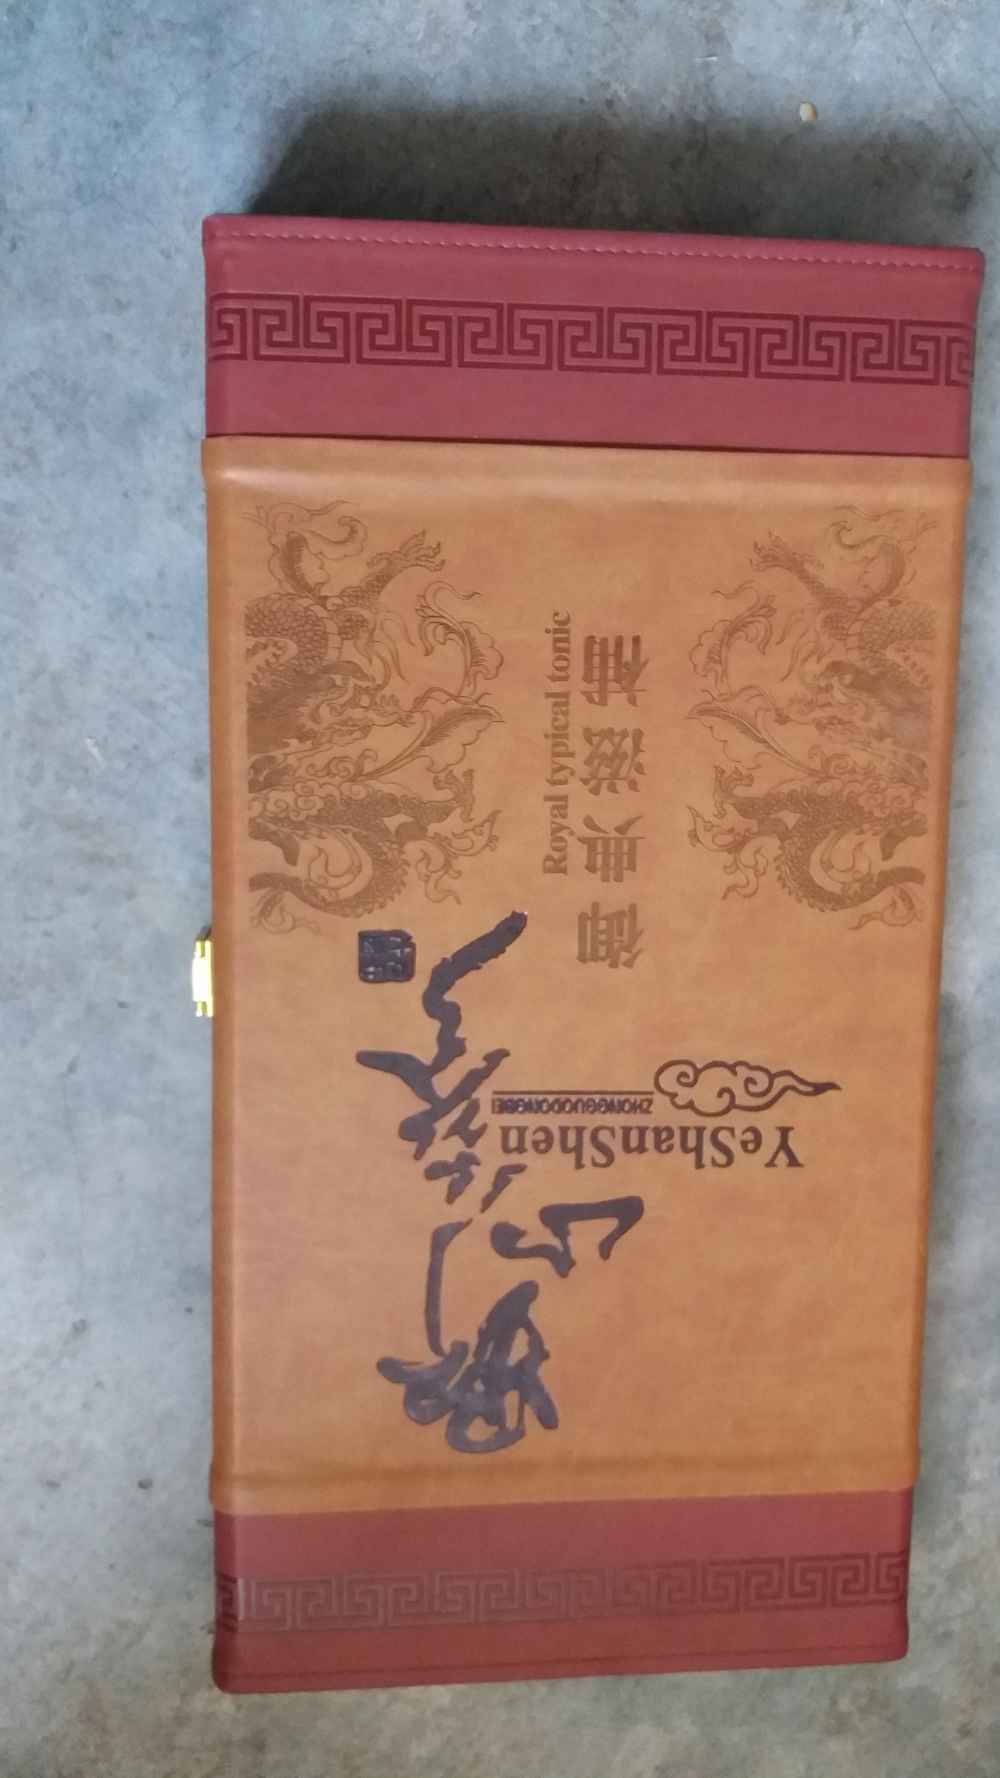 野山参
YeShanShen
ZHONGGUODONGBEI
御典滋補
Royal typical tonic